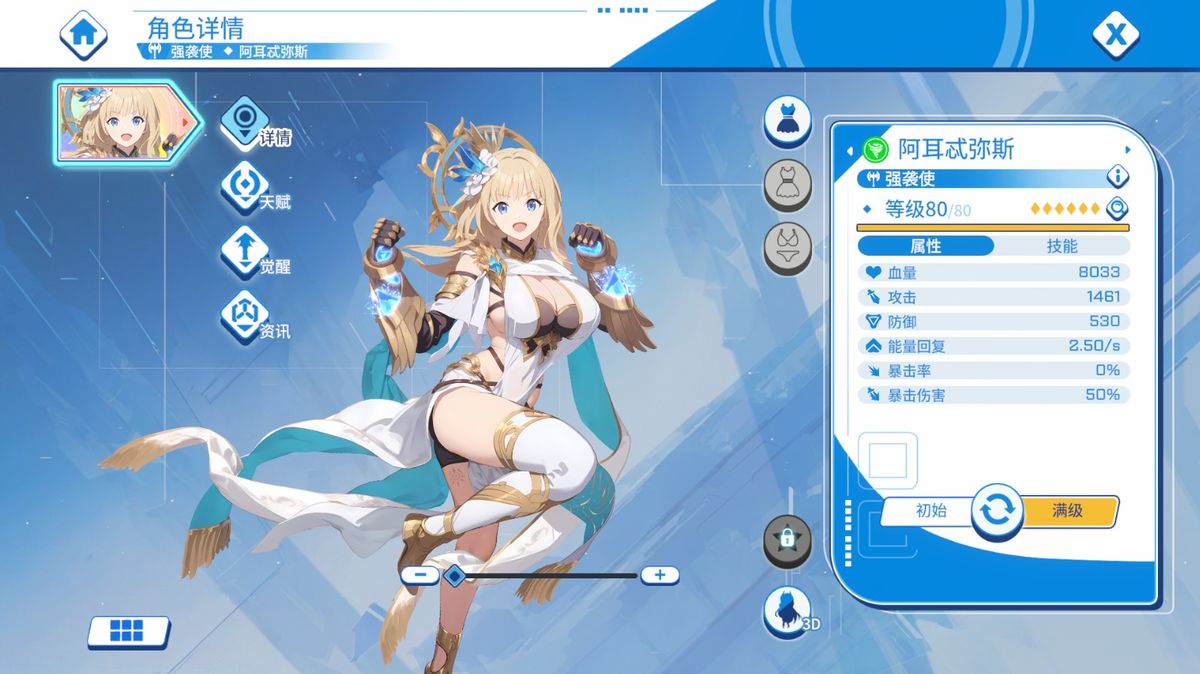 角色详情
强袭使 ◆ 阿耳忒弥斯
详情
天赋
觉醒
资讯
阿耳忒弥斯
强袭使
等级80/80
属性 技能
血量 8033
攻击 1461
防御 530
能量回复 2.50/s
暴击率 0%
暴击伤害 50%
初始 满级
3D